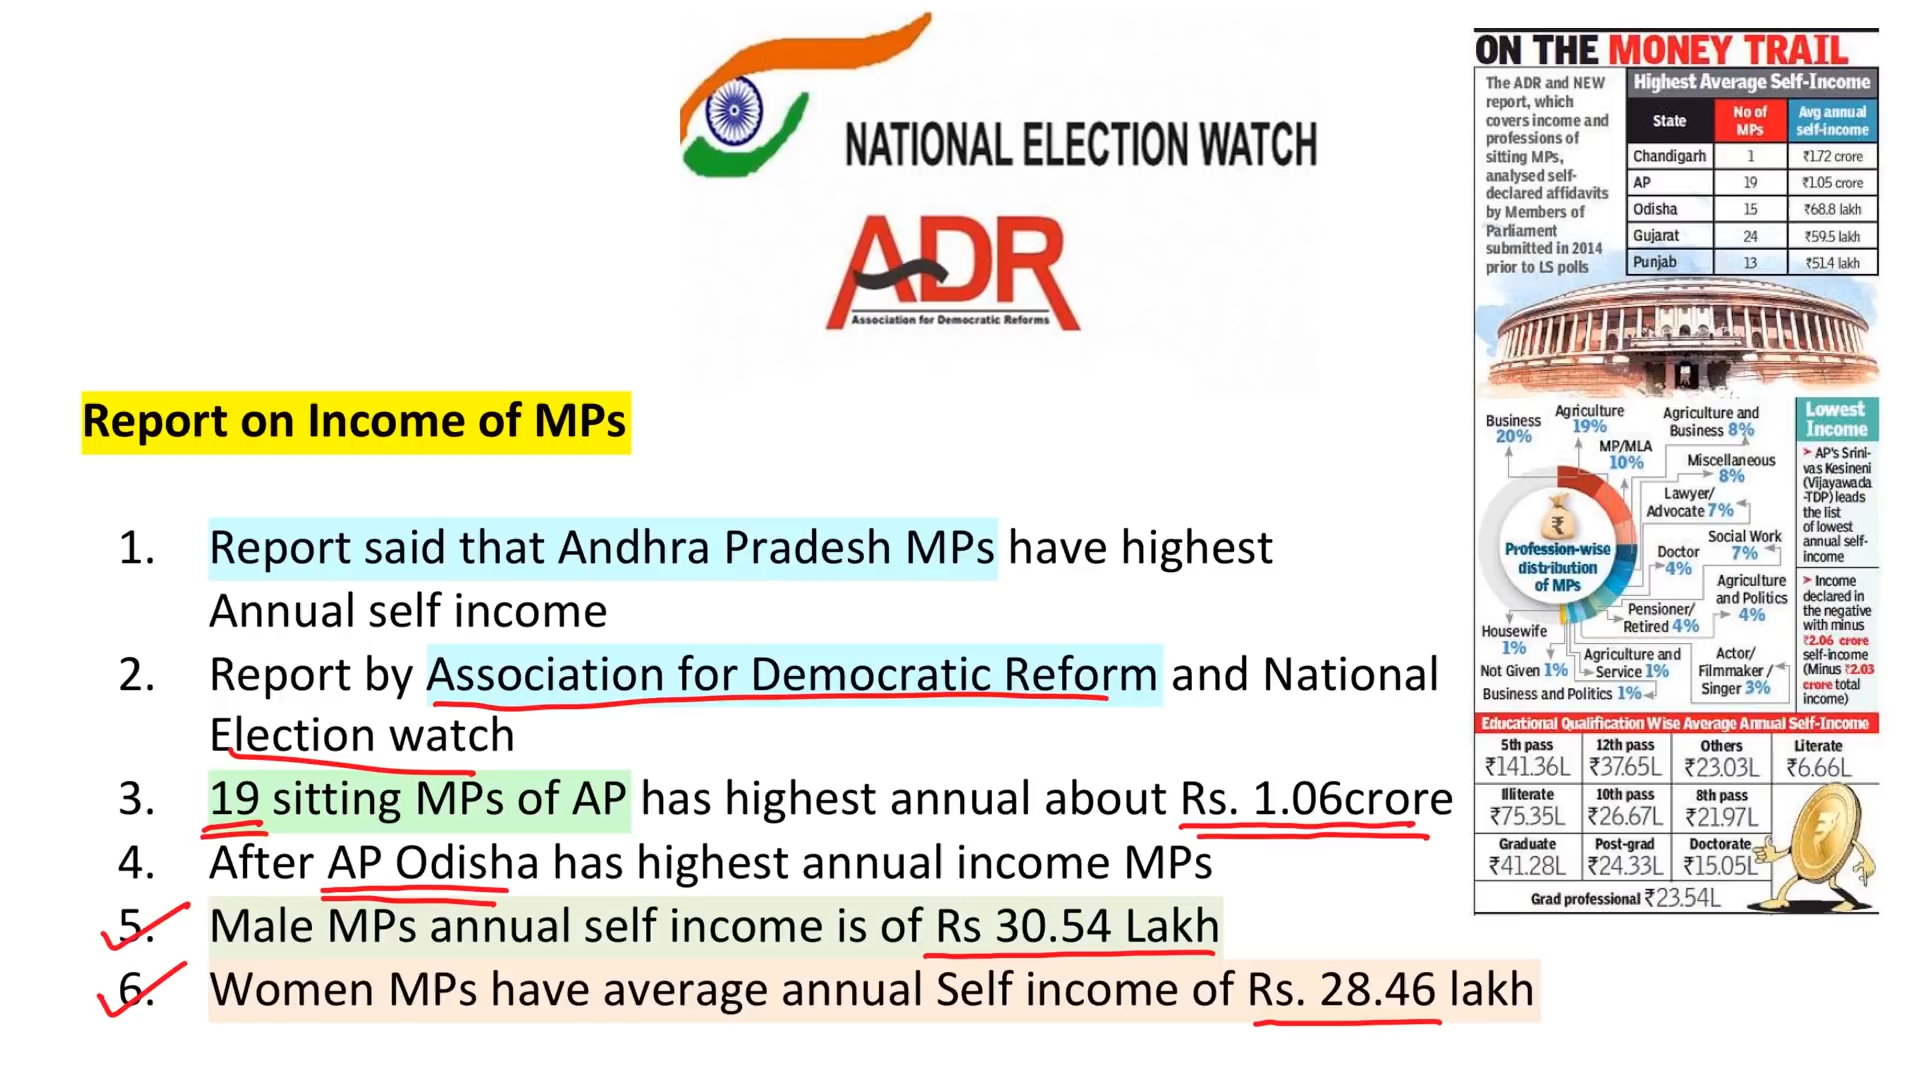 NATIONAL ELECTION WATCH
ADR
Association for Democratic Reforms
Report on Income of MPs
1. Report said that Andhra Pradesh MPs have highest
Annual self income
2. Report by Association for Democratic Reform and National
Election watch
3. 19 sitting MPs of AP has highest annual about Rs. 1.06crore
4. After AP Odisha has highest annual income MPs
5. Male MPs annual self income is of Rs 30.54 Lakh
6. Women MPs have average annual Self income of Rs. 28.46 lakh
ON THE MONEY TRAIL
The ADR and NEW
report, which
covers income and
professions of
sitting MPs,
analysed self-
declared affidavits
by Members of
Parliament
submitted in 2014
prior to LS polls
Highest Average Self-Income
State No of MPs Avg annual self-income
Chandigarh 1 ₹1.72 crore
AP 19 ₹1.05 crore
Odisha 15 ₹68.8 lakh
Gujarat 24 ₹59.5 lakh
Punjab 13 ₹51.4 lakh
Business
20%
Agriculture
19%
MP/MLA
10%
Agriculture and
Business 8%
Miscellaneous
8%
Lawyer/
Advocate 7%
Social Work
7%
Doctor
4%
Agriculture
and Politics
4%
Pensioner/
Retired 4%
Actor/
Filmmaker/
Singer 3%
Agriculture and
Service 1%
Housewife
1%
Not Given 1%
Business and Politics 1%
₹
Profession-wise
distribution
of MPs
Lowest
Income
➤ AP's Srini-
vas Kesineni
(Vijayawada
-TDP) leads
the list
of lowest
annual self-
income
➤ Income
declared in
the negative
with minus
₹2.06 crore
self-income
(Minus ₹2.03
crore total
income)
Educational Qualification Wise Average Annual Self-Income
5th pass 12th pass Others Literate
₹141.36L ₹37.65L ₹23.03L ₹6.66L
Illiterate 10th pass 8th pass
₹75.35L ₹26.67L ₹21.97L
Graduate Post-grad Doctorate
₹41.28L ₹24.33L ₹15.05L
Grad professional ₹23.54L
₹